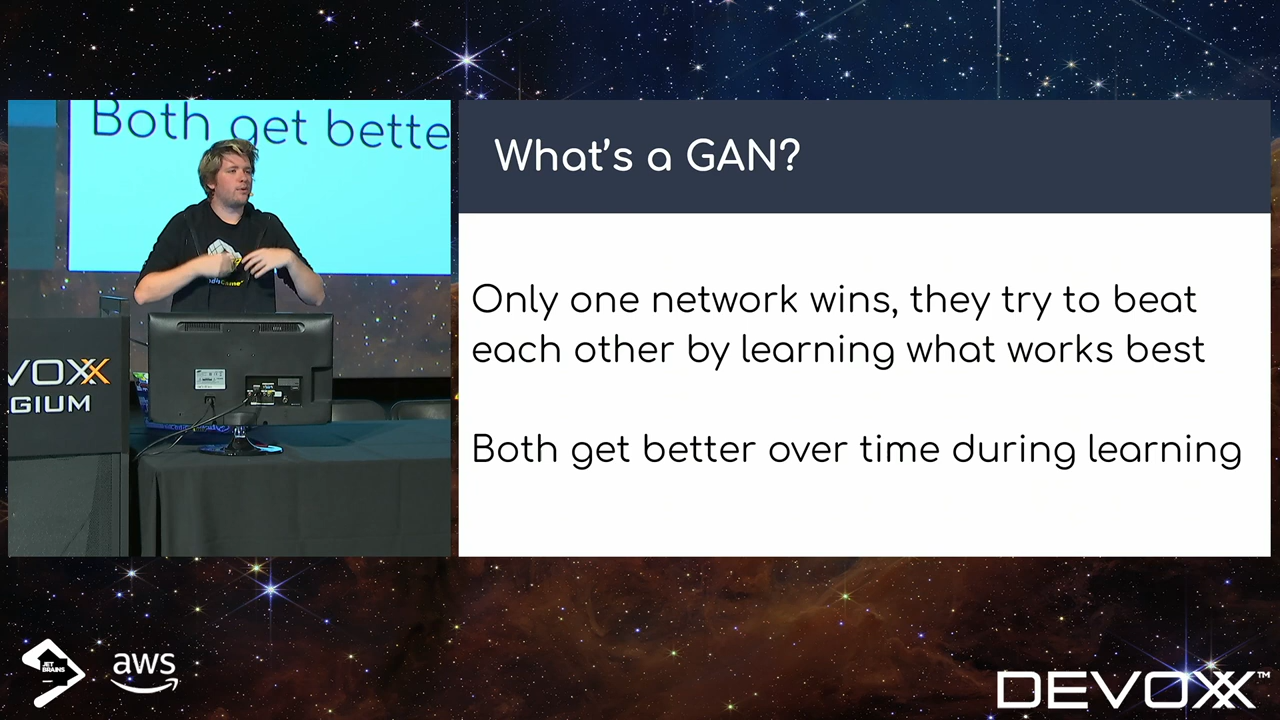 Both get bette
VOXX
GIUM
What's a GAN?
Only one network wins, they try to beat
each other by learning what works best
Both get better over time during learning
JET
BRAINS
aws
DEVOXX™